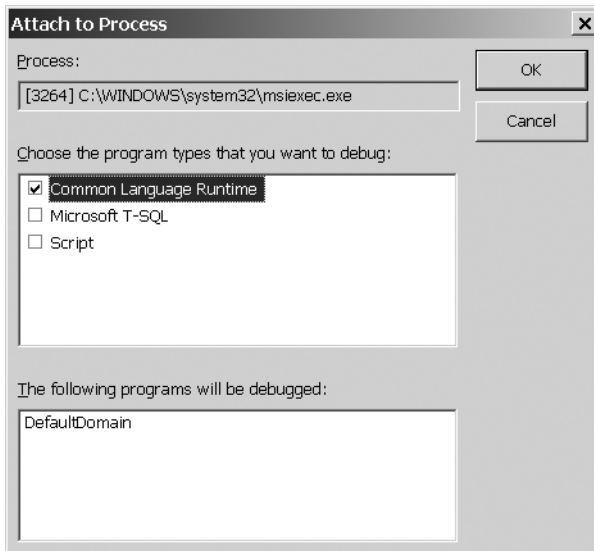 Attach to Process
Process:
[3264] C:\WINDOWS\system32\msiexec.exe
OK
Cancel
Choose the program types that you want to debug:
Common Language Runtime
Microsoft T-SQL
Script
The following programs will be debugged:
DefaultDomain